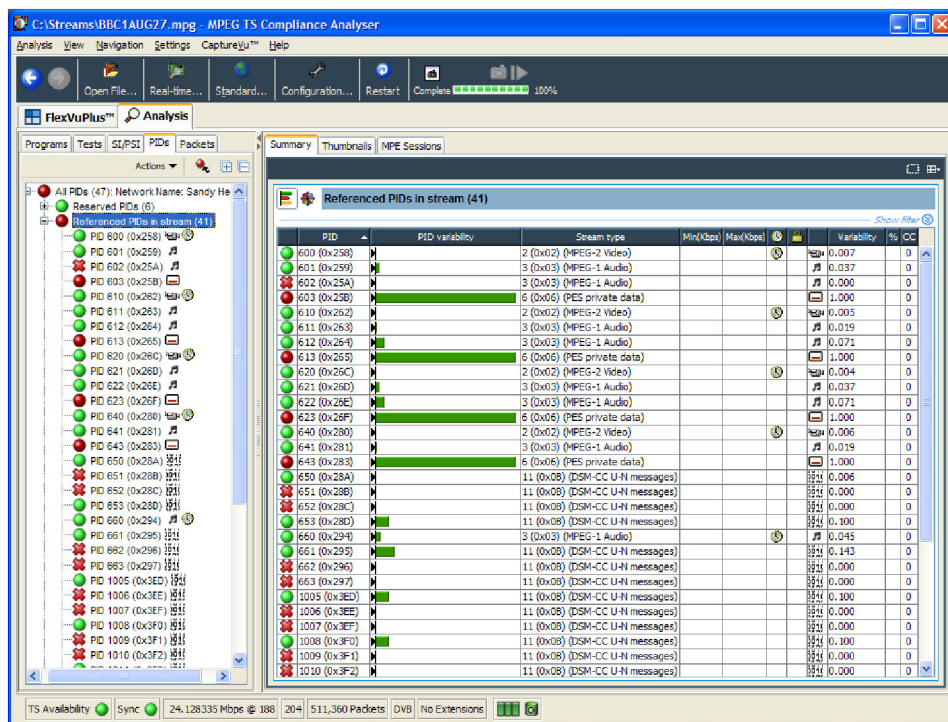 C:\Streams\BBC1AUG27.mpg - MPEG TS Compliance Analyser
Analysis View Navigation Settings CaptureVu™ Help
Open File... Real-time... Standard... Configuration... Restart Complete 100%
FlexVuPlus™ Analysis
Programs Tests SI/PSI PIDs Packets
Summary Thumbnails MPE Sessions
Actions
All PIDs (47): Network Name: Sandy He
Reserved PIDs (6)
Referenced PIDs in stream (41)
PID 600 (0x258)
PID 601 (0x259)
PID 602 (0x25A)
PID 603 (0x25B)
PID 610 (0x262)
PID 611 (0x263)
PID 612 (0x264)
PID 613 (0x265)
PID 620 (0x26C)
PID 621 (0x26D)
PID 622 (0x26E)
PID 623 (0x26F)
PID 640 (0x280)
PID 641 (0x281)
PID 643 (0x283)
PID 650 (0x28A)
PID 651 (0x28B)
PID 652 (0x28C)
PID 653 (0x28D)
PID 660 (0x294)
PID 661 (0x295)
PID 662 (0x296)
PID 663 (0x297)
PID 1005 (0x3ED)
PID 1006 (0x3EE)
PID 1007 (0x3EF)
PID 1008 (0x3F0)
PID 1009 (0x3F1)
PID 1010 (0x3F2)
Referenced PIDs in stream (41)
Show filter
PID PID variability Stream type Min(Kbps) Max(Kbps) Variability % CC
600 (0x258) 2 (0x02) (MPEG-2 Video) 0.007 0
601 (0x259) 3 (0x03) (MPEG-1 Audio) 0.037 0
602 (0x25A) 3 (0x03) (MPEG-1 Audio) 0.000 0
603 (0x25B) 6 (0x06) (PES private data) 1.000 0
610 (0x262) 2 (0x02) (MPEG-2 Video) 0.005 0
611 (0x263) 3 (0x03) (MPEG-1 Audio) 0.019 0
612 (0x264) 3 (0x03) (MPEG-1 Audio) 0.071 0
613 (0x265) 6 (0x06) (PES private data) 1.000 0
620 (0x26C) 2 (0x02) (MPEG-2 Video) 0.004 0
621 (0x26D) 3 (0x03) (MPEG-1 Audio) 0.037 0
622 (0x26E) 3 (0x03) (MPEG-1 Audio) 0.071 0
623 (0x26F) 6 (0x06) (PES private data) 1.000 0
640 (0x280) 2 (0x02) (MPEG-2 Video) 0.006 0
641 (0x281) 3 (0x03) (MPEG-1 Audio) 0.019 0
643 (0x283) 6 (0x06) (PES private data) 1.000 0
650 (0x28A) 11 (0x0B) (DSM-CC U-N messages) 0.006 0
651 (0x28B) 11 (0x0B) (DSM-CC U-N messages) 0.000 0
652 (0x28C) 11 (0x0B) (DSM-CC U-N messages) 0.000 0
653 (0x28D) 11 (0x0B) (DSM-CC U-N messages) 0.100 0
660 (0x294) 3 (0x03) (MPEG-1 Audio) 0.045 0
661 (0x295) 11 (0x0B) (DSM-CC U-N messages) 0.143 0
662 (0x296) 11 (0x0B) (DSM-CC U-N messages) 0.000 0
663 (0x297) 11 (0x0B) (DSM-CC U-N messages) 0.000 0
1005 (0x3ED) 11 (0x0B) (DSM-CC U-N messages) 0.100 0
1006 (0x3EE) 11 (0x0B) (DSM-CC U-N messages) 0.000 0
1007 (0x3EF) 11 (0x0B) (DSM-CC U-N messages) 0.000 0
1008 (0x3F0) 11 (0x0B) (DSM-CC U-N messages) 0.100 0
1009 (0x3F1) 11 (0x0B) (DSM-CC U-N messages) 0.000 0
1010 (0x3F2) 11 (0x0B) (DSM-CC U-N messages) 0.000 0
TS Availability Sync 24.128335 Mbps @ 188 204 511,360 Packets DVB No Extensions